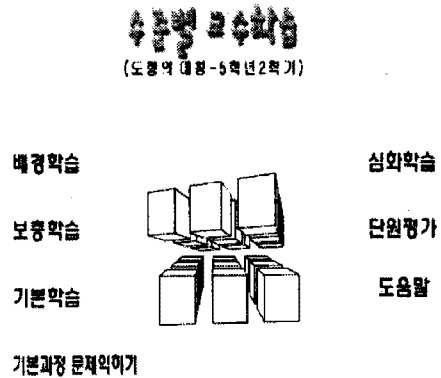 수준별 교수학습
(도형의 대칭-5학년2학기)
배경학습
심화학습
보충학습
단원평가
기본학습
도움말
기본과정 문제익히기